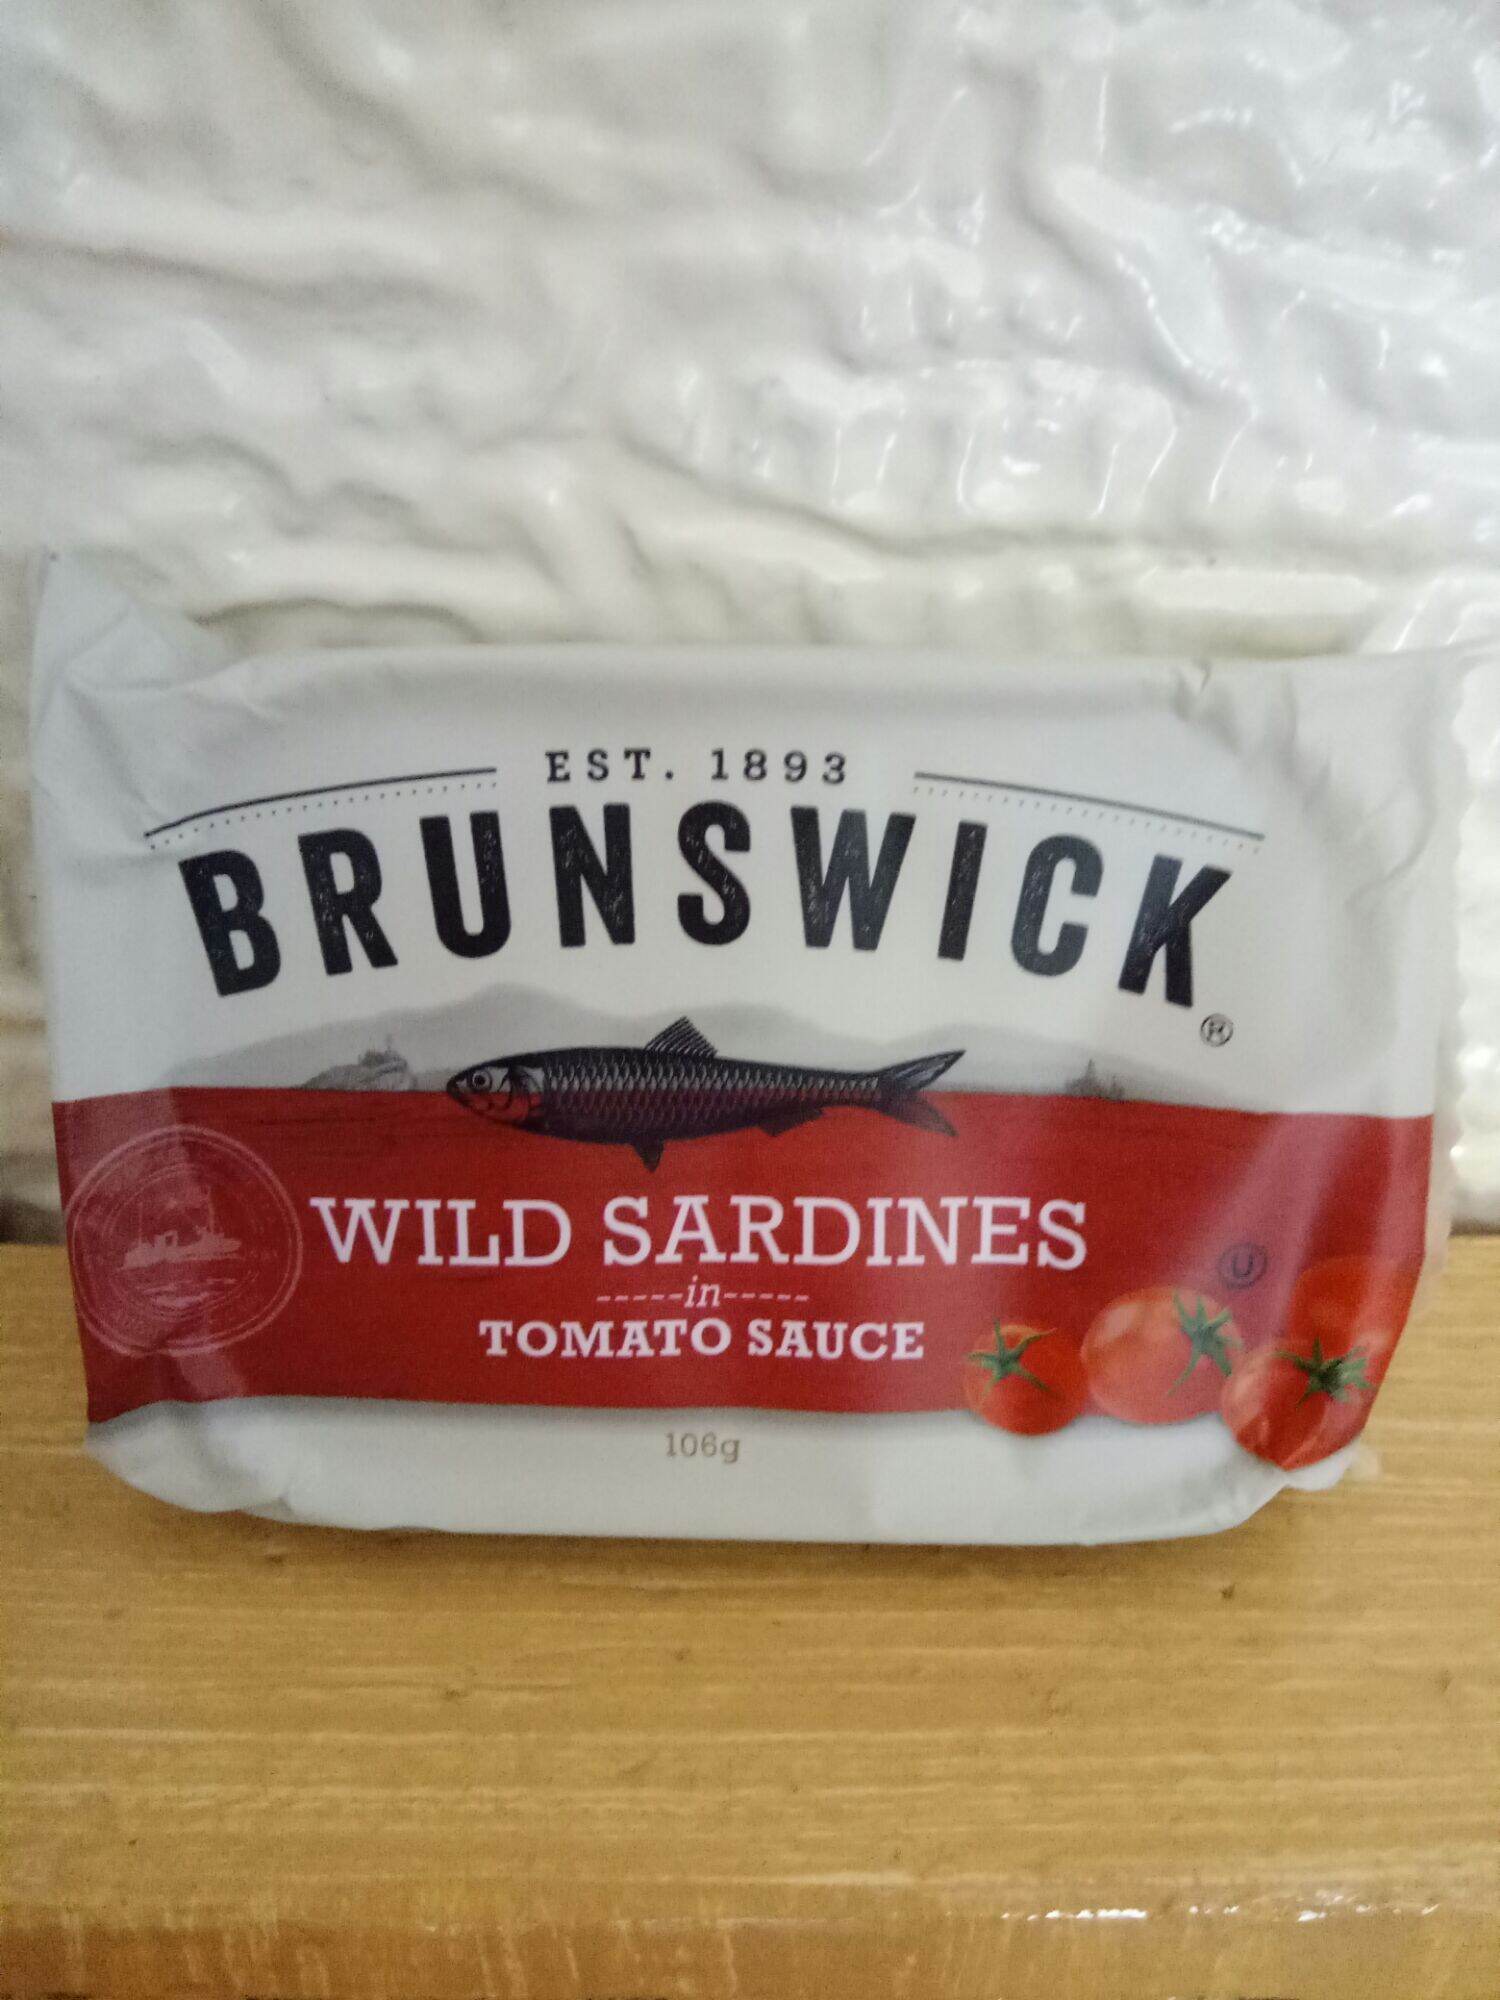 EST. 1893
BRUNSWICK®
WILD SARDINES
-----in-----
TOMATO SAUCE
U
106g